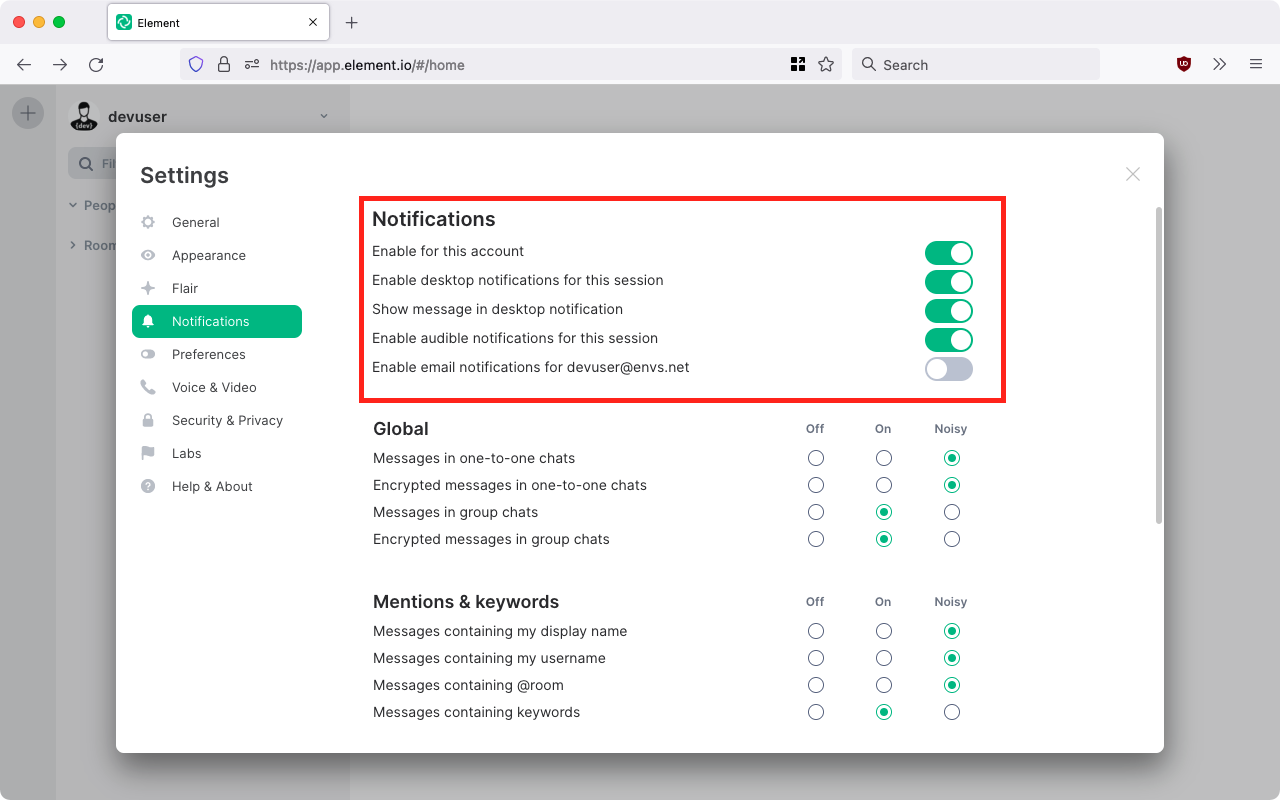 Element
https://app.element.io/#/home
Search
devuser
{dev}
Fil
Peop
Room
Settings
General
Appearance
Flair
Notifications
Preferences
Voice & Video
Security & Privacy
Labs
Help & About
Notifications
Enable for this account
Enable desktop notifications for this session
Show message in desktop notification
Enable audible notifications for this session
Enable email notifications for devuser@envs.net
Global Off On Noisy
Messages in one-to-one chats
Encrypted messages in one-to-one chats
Messages in group chats
Encrypted messages in group chats
Mentions & keywords Off On Noisy
Messages containing my display name
Messages containing my username
Messages containing @room
Messages containing keywords